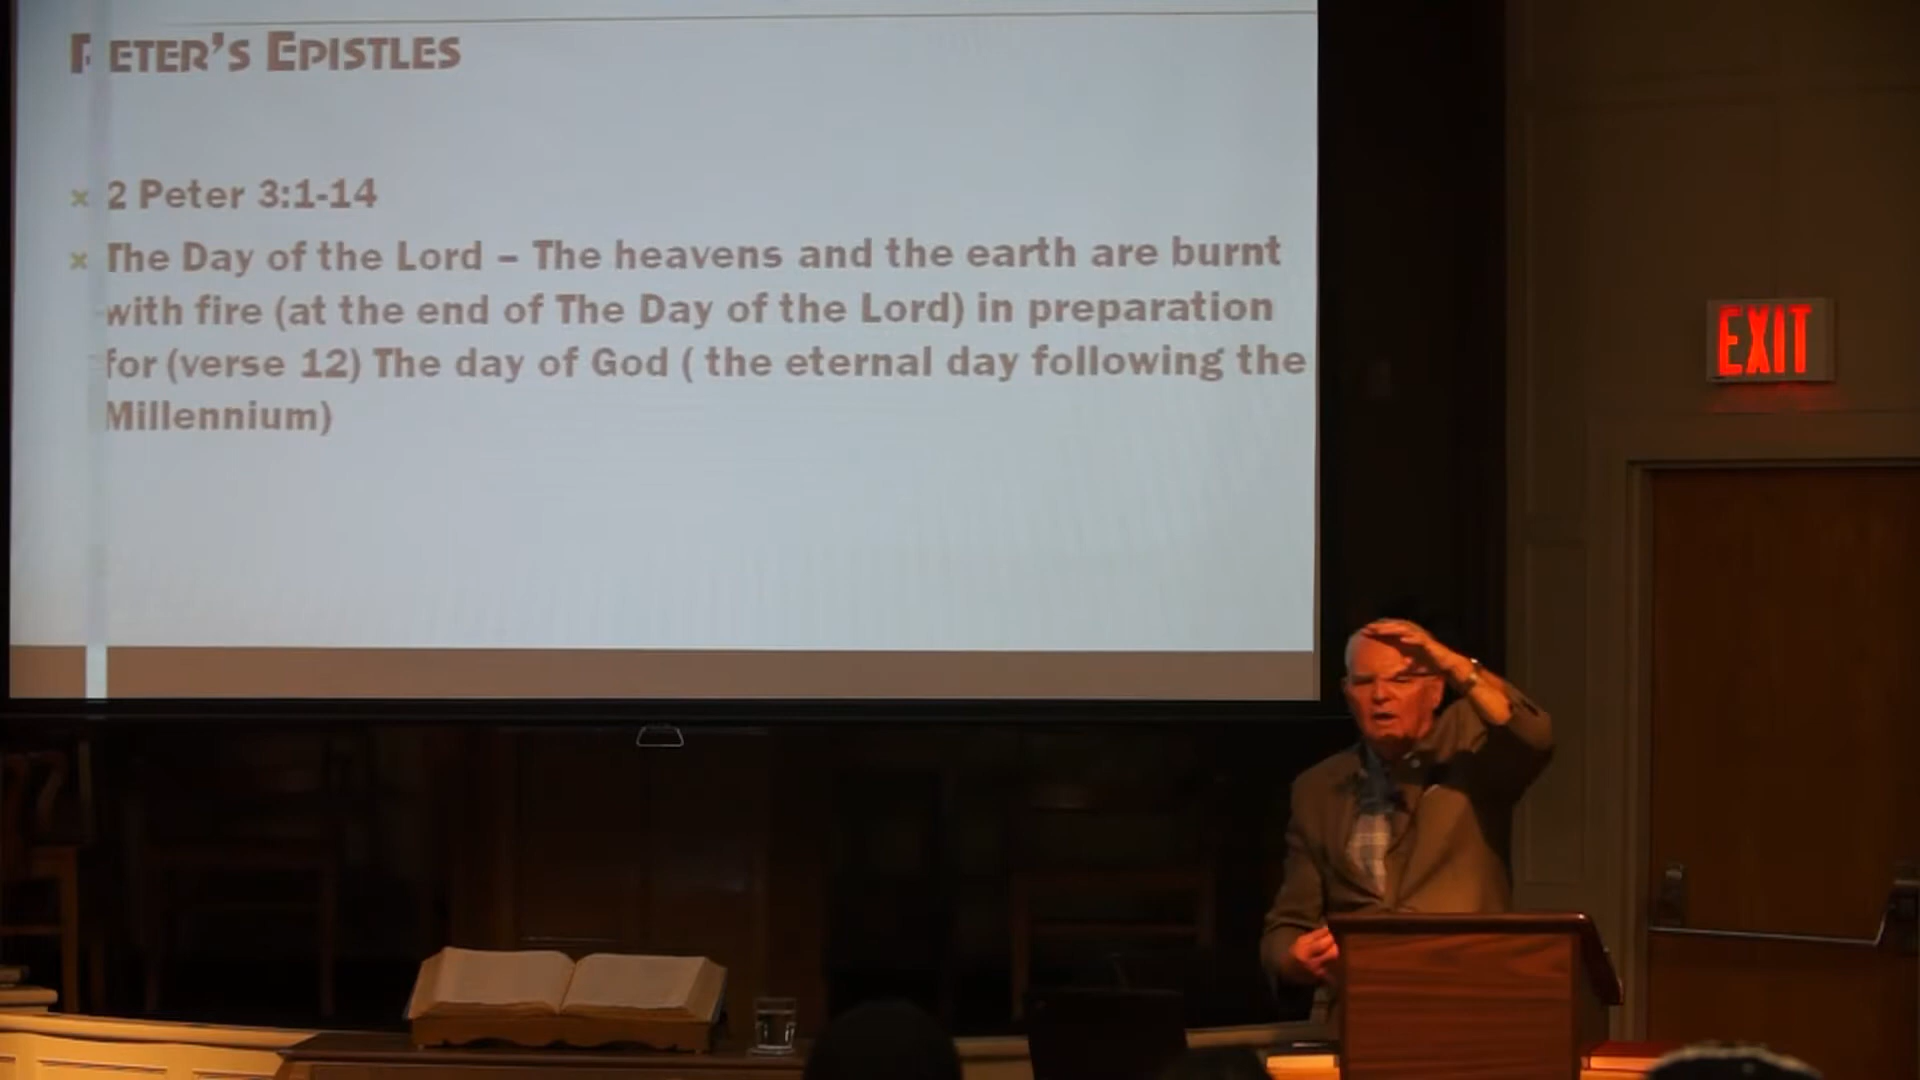 PETER'S EPISTLES
2 Peter 3:1-14
The Day of the Lord – The heavens and the earth are burnt
with fire (at the end of The Day of the Lord) in preparation
for (verse 12) The day of God ( the eternal day following the
Millennium)
EXIT